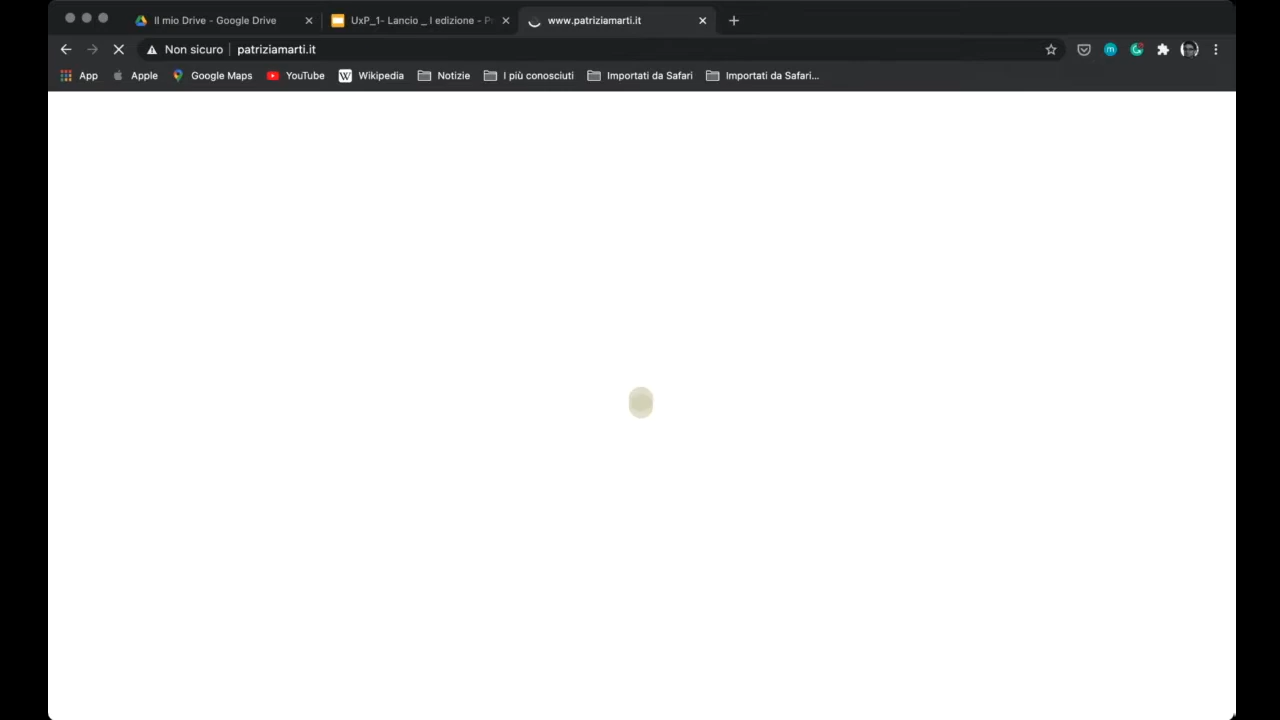 Il mio Drive - Google Drive
UxP_1- Lancio _ I edizione - Pr
www.patriziamarti.it
Non sicuro
patriziamarti.it
App
Apple
Google Maps
YouTube
W Wikipedia
Notizie
I più conosciuti
Importati da Safari
Importati da Safari...